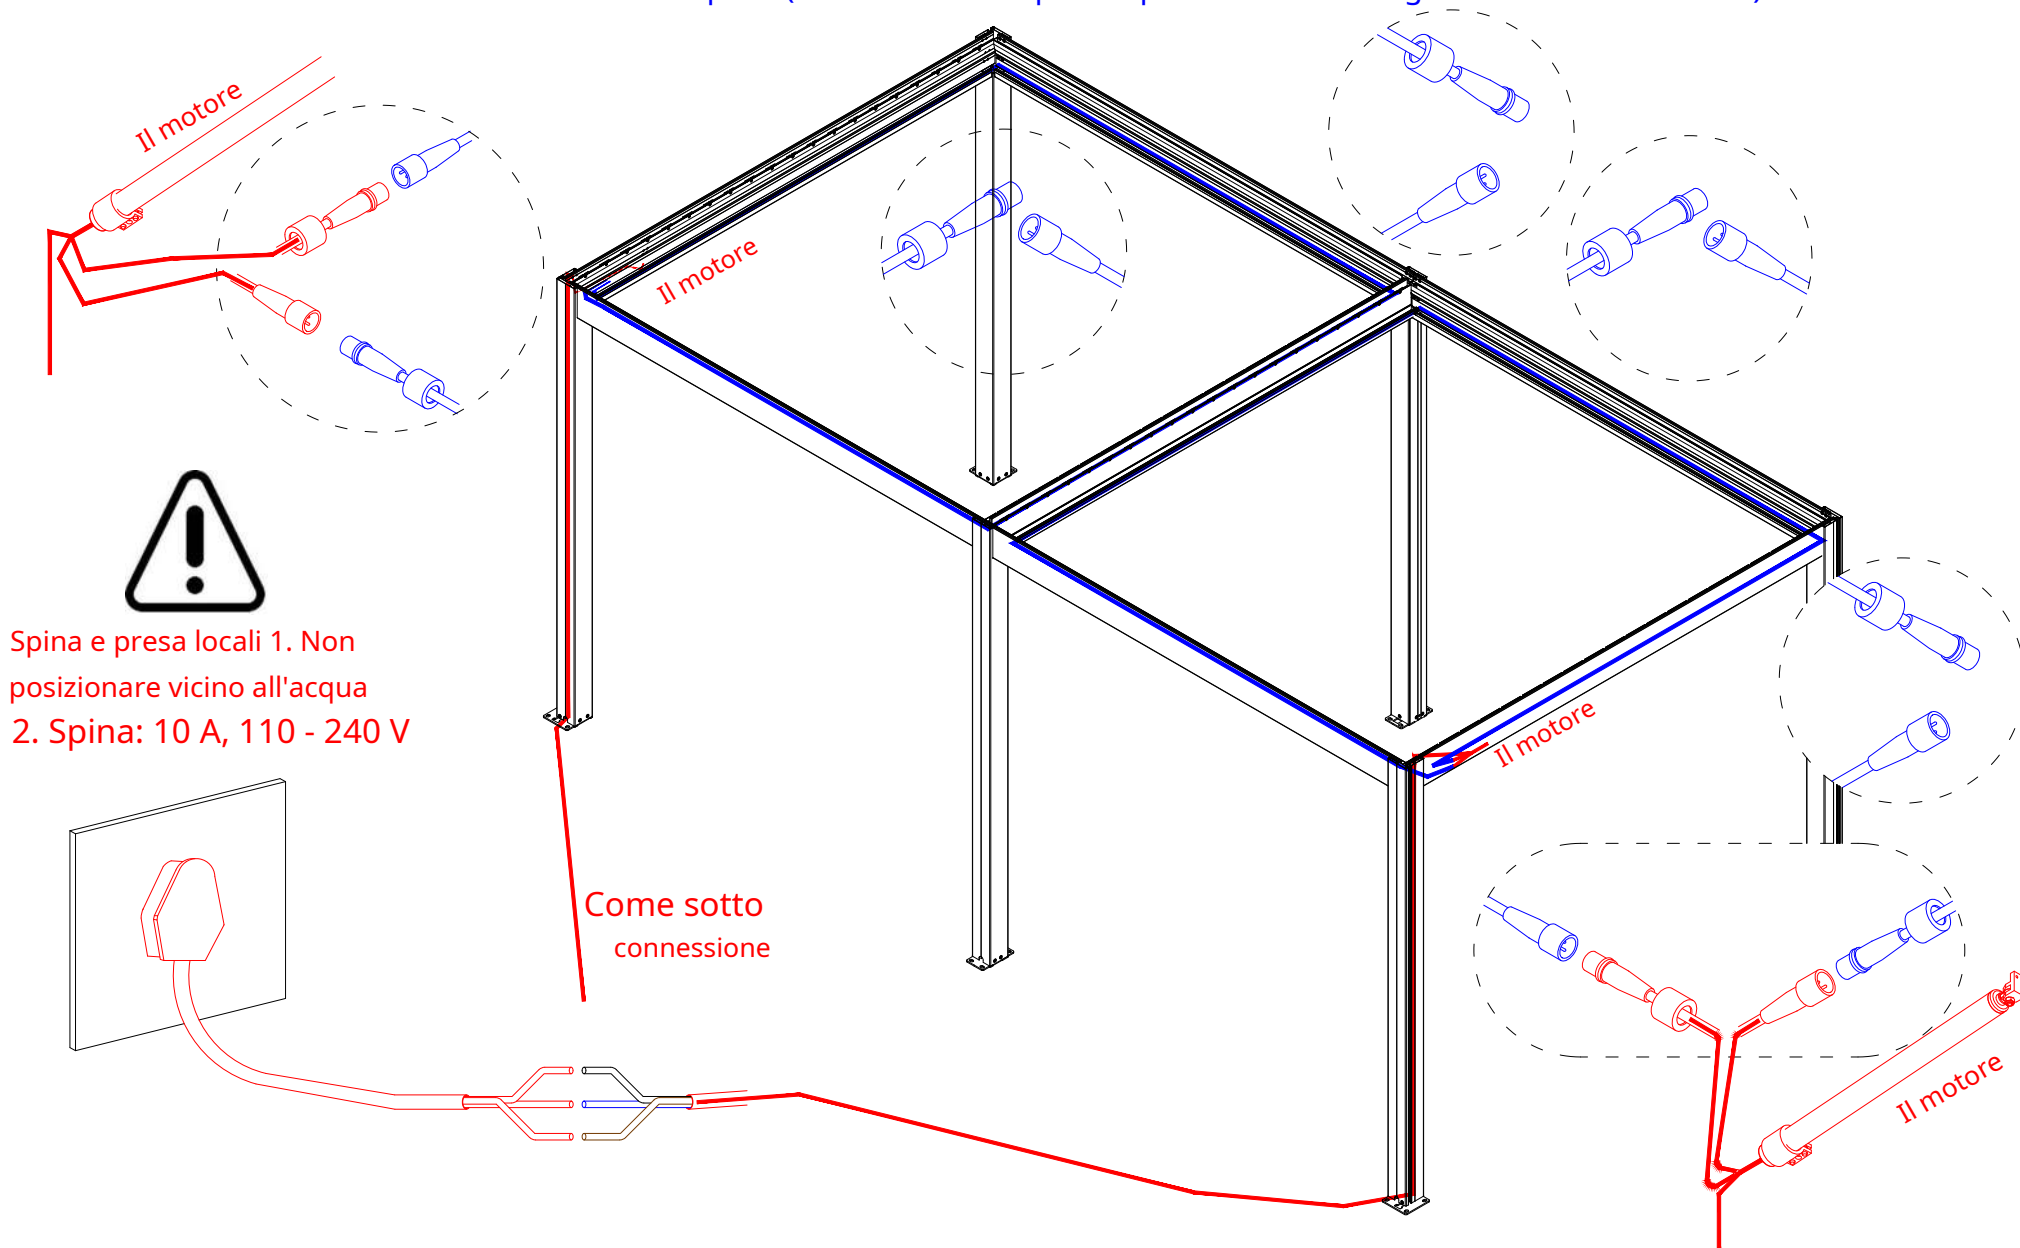 Il motore
Il motore
Spina e presa locali 1. Non
posizionare vicino all'acqua
2. Spina: 10 A, 110 - 240 V
Il motore
Come sotto
connessione
Il motore